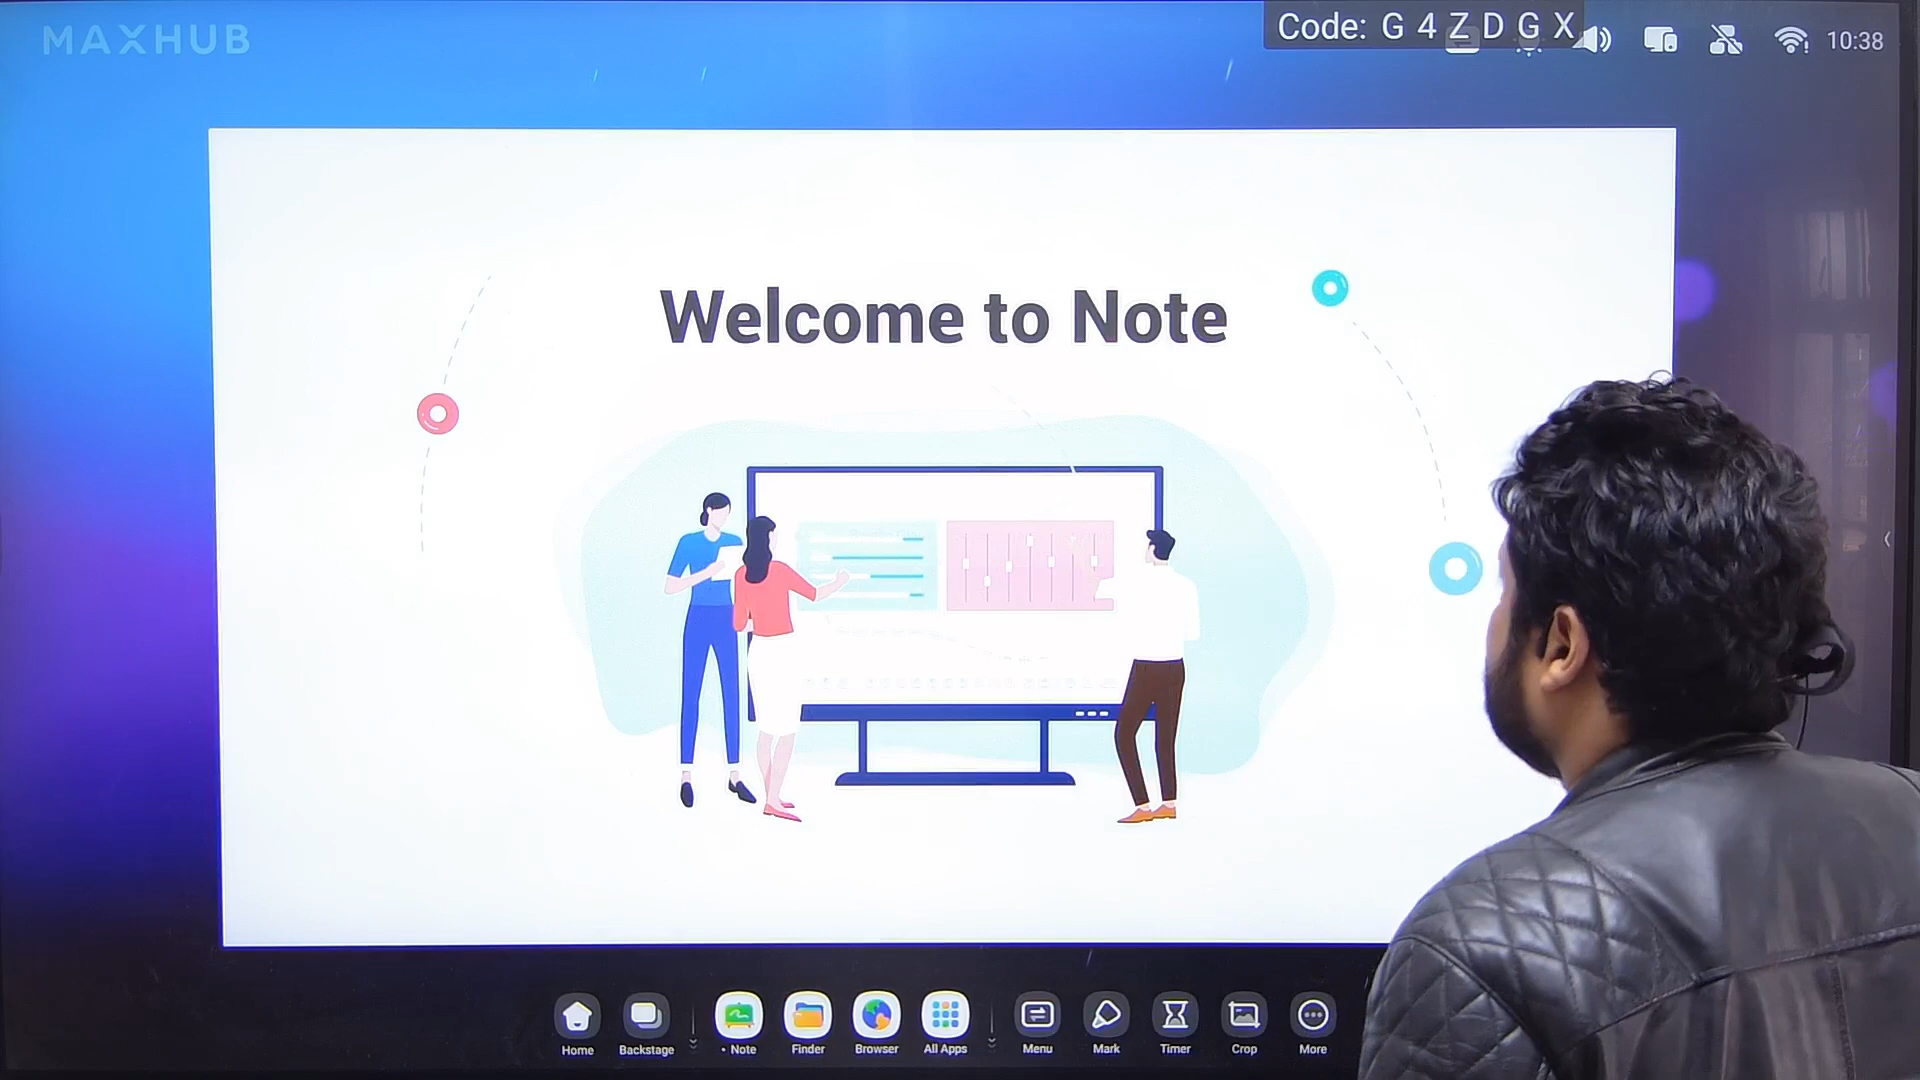 MAXHUB
Code: G 4 Z D G X
10:38
Welcome to Note
Home
Backstage
Note
Finder
Browser
All Apps
Menu
Mark
Timer
Crop
More